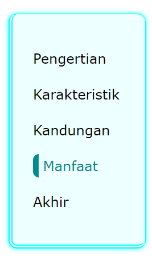 Pengertian
Karakteristik
Kandungan
Manfaat
Akhir